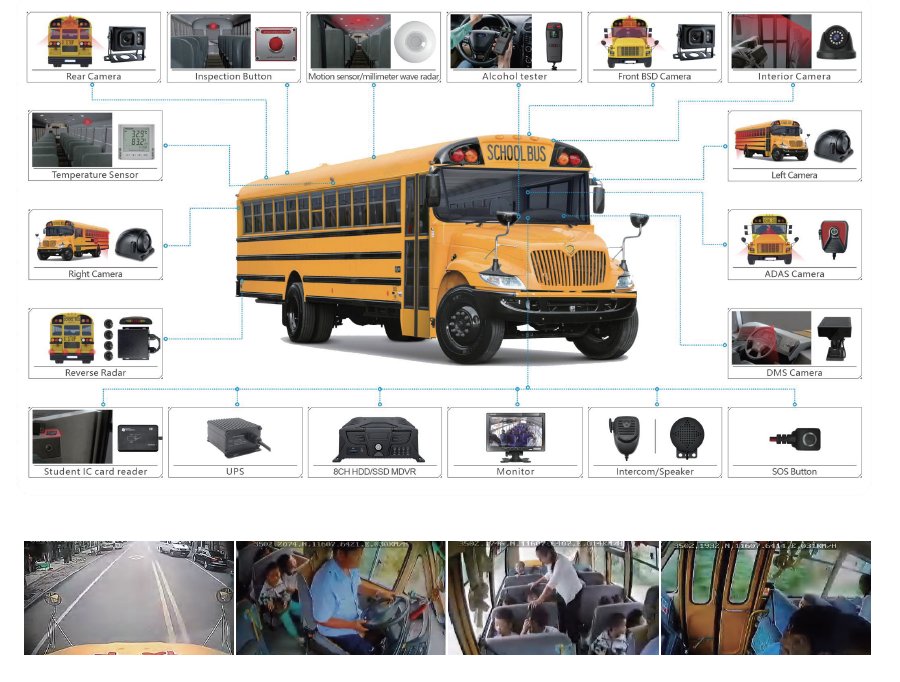 Rear Camera
Inspection Button
Motion sensor/millimeter wave radar
Alcohol tester
Front BSD Camera
Interior Camera
SCHOOL BUS
Temperature Sensor
Left Camera
Right Camera
ADAS Camera
Reverse Radar
DMS Camera
Student IC card reader
UPS
8CH HDD/SSD MDVR
Monitor
Intercom/Speaker
SOS Button